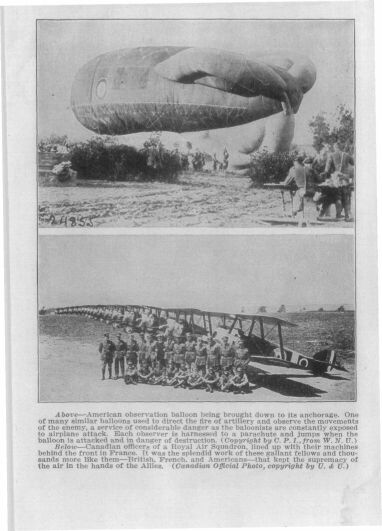 24855
Above—American observation balloon being brought down to its anchorage. One
of many similar balloons used to direct the fire of artillery and observe the movements
of the enemy, a service of considerable danger as the baloonists are constantly exposed
to airplane attack. Each observer is harnessed to a parachute and jumps when the
balloon is attacked and in danger of destruction. (Copyright by C. P. I., from W. N. U.)
Below—Canadian officers of a Royal Air Squadron, lined up with their machines
behind the front in France. It was the splendid work of these gallant fellows and thou-
sands more like them—British, French, and Americans—that kept the supremacy of
the air in the hands of the Allies. (Canadian Official Photo, copyright by U. & U.)